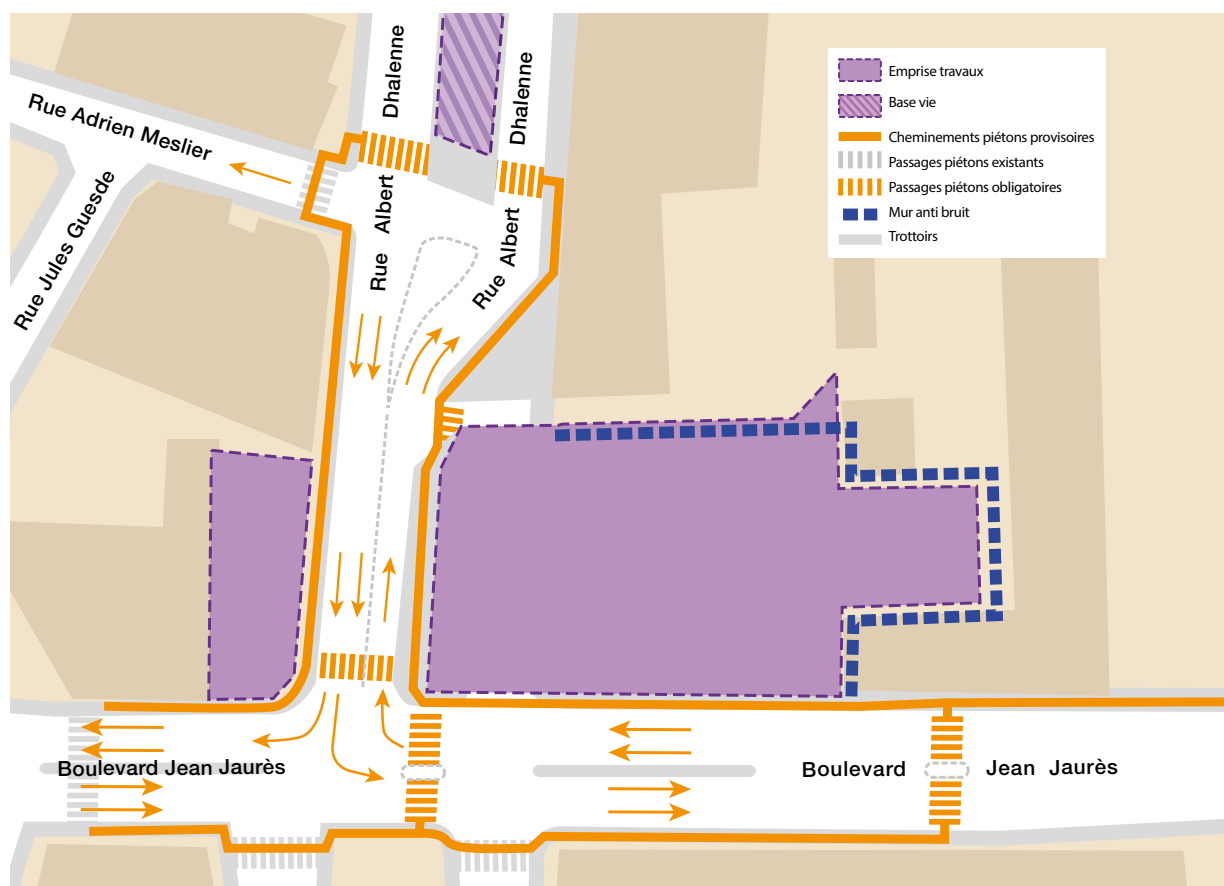 Dhalenne
Dhalenne
Rue Adrien Meslier
Rue Jules Guesde
Rue Albert
Rue Albert
Emprise travaux
Base vie
Cheminements piétons provisoires
Passages piétons existants
Passages piétons obligatoires
Mur anti bruit
Trottoirs
Boulevard Jean Jaurès
Boulevard Jean Jaurès